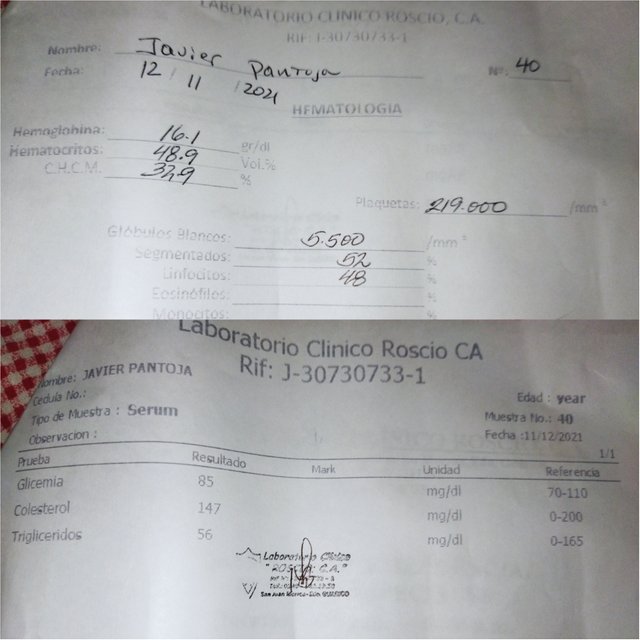 LABORATORIO CLINICO ROSCIO, C.A.
RIF: J-30730733-1
Nombre: Javier Pantoja
Fecha: 12 / 11 / 2021 Nº: 40
HEMATOLOGIA
Hemoglobina: 16.1 gr/dl
Hematocritos: 48.9 Vol.%
C.H.C.M. 32.9 %
Plaquetas: 219.000 /mm³
Glóbulos Blancos: 5.500 /mm³
Segmentados: 52 %
Linfocitos: 48 %
Eosinófilos: %
Monocitos:
Laboratorio Clinico Roscio CA
Rif: J-30730733-1
Nombre: JAVIER PANTOJA
Cedula No.: Edad : year
Tipo de Muestra : Serum Muestra No.: 40
Observacion : Fecha :11/12/2021
1/1
Prueba Resultado Mark Unidad Referencia
Glicemia 85 mg/dl 70-110
Colesterol 147 mg/dl 0-200
Trigliceridos 56 mg/dl 0-165
Laboratorio Clinico
"ROSCIO C.A."